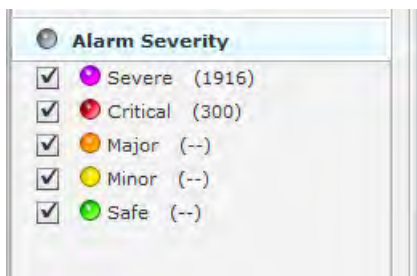 Alarm Severity
Severe (1916)
Critical (300)
Major (--)
Minor (--)
Safe (--)